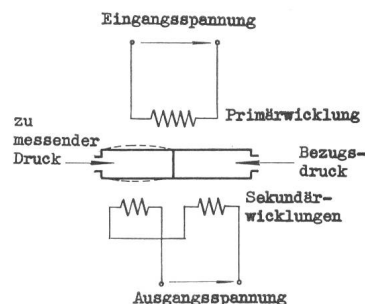 Eingangsspannung
Primärwicklung
zu
messender
Druck
Bezugs-
druck
Sekundär-
wicklungen
Ausgangsspannung